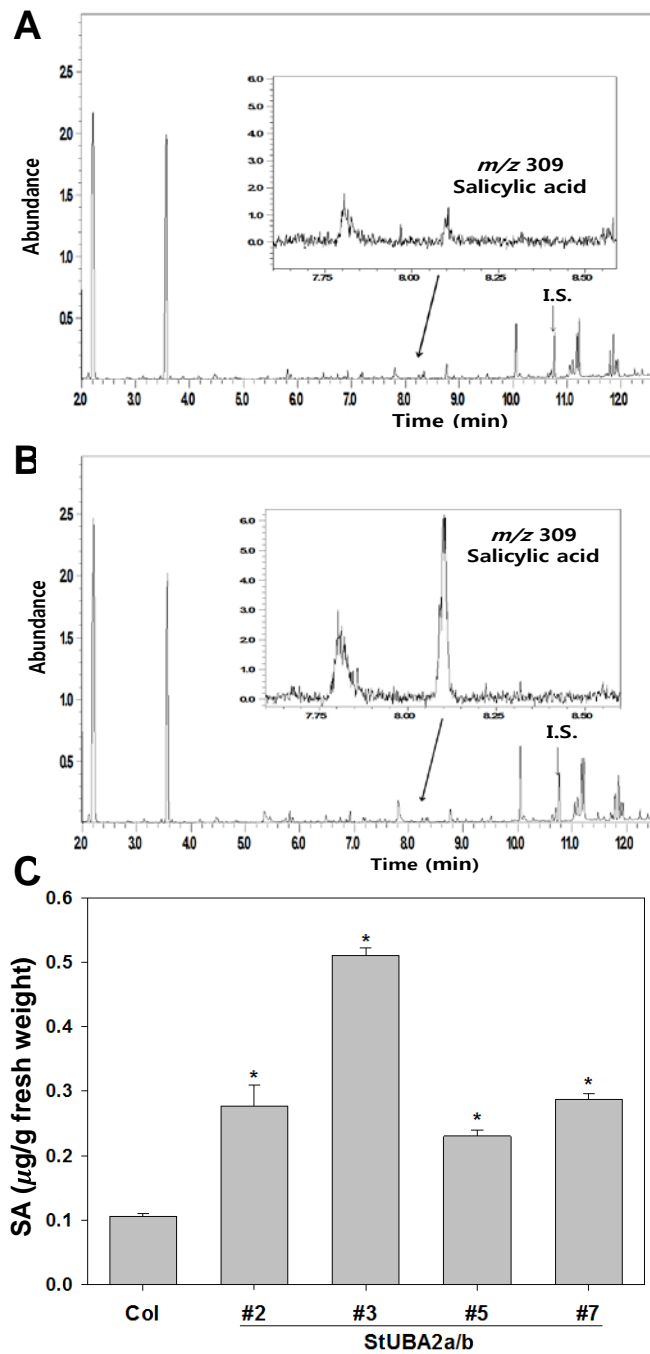 A
Abundance
2.5
2.0
1.5
1.0
0.5
6.0
5.0
4.0
3.0
2.0
1.0
0.0
m/z 309
Salicylic acid
7.75 8.00 8.25 8.50
I.S.
2.0 3.0 4.0 5.0 6.0 7.0 8.0 9.0 10.0 11.0 12.0
Time (min)
B
Abundance
2.5
2.0
1.5
1.0
0.5
6.0
5.0
4.0
3.0
2.0
1.0
0.0
m/z 309
Salicylic acid
7.75 8.00 8.25 8.50
I.S.
2.0 3.0 4.0 5.0 6.0 7.0 8.0 9.0 10.0 11.0 12.0
Time (min)
C
SA (µg/g fresh weight)
0.6
0.5
0.4
0.3
0.2
0.1
0.0
* * * *
Col #2 #3 #5 #7
StUBA2a/b